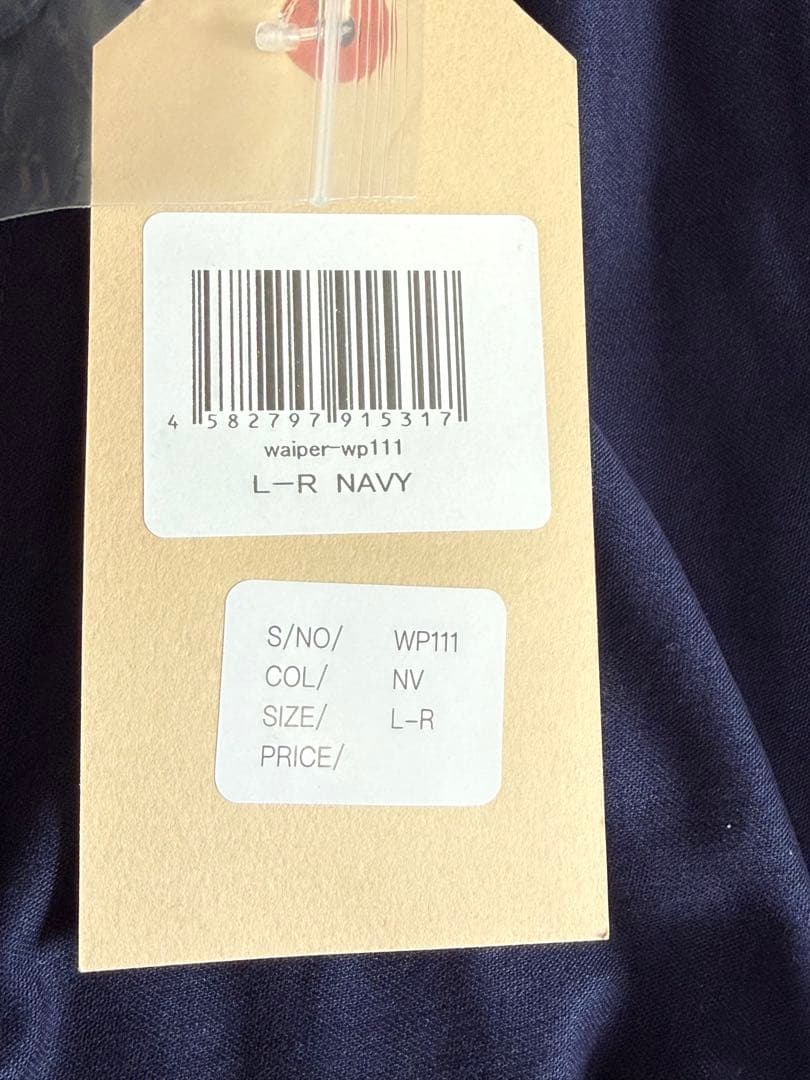 4 582797 915317
waiper-wp111
L-R NAVY
S/NO/ WP111
COL/ NV
SIZE/ L-R
PRICE/